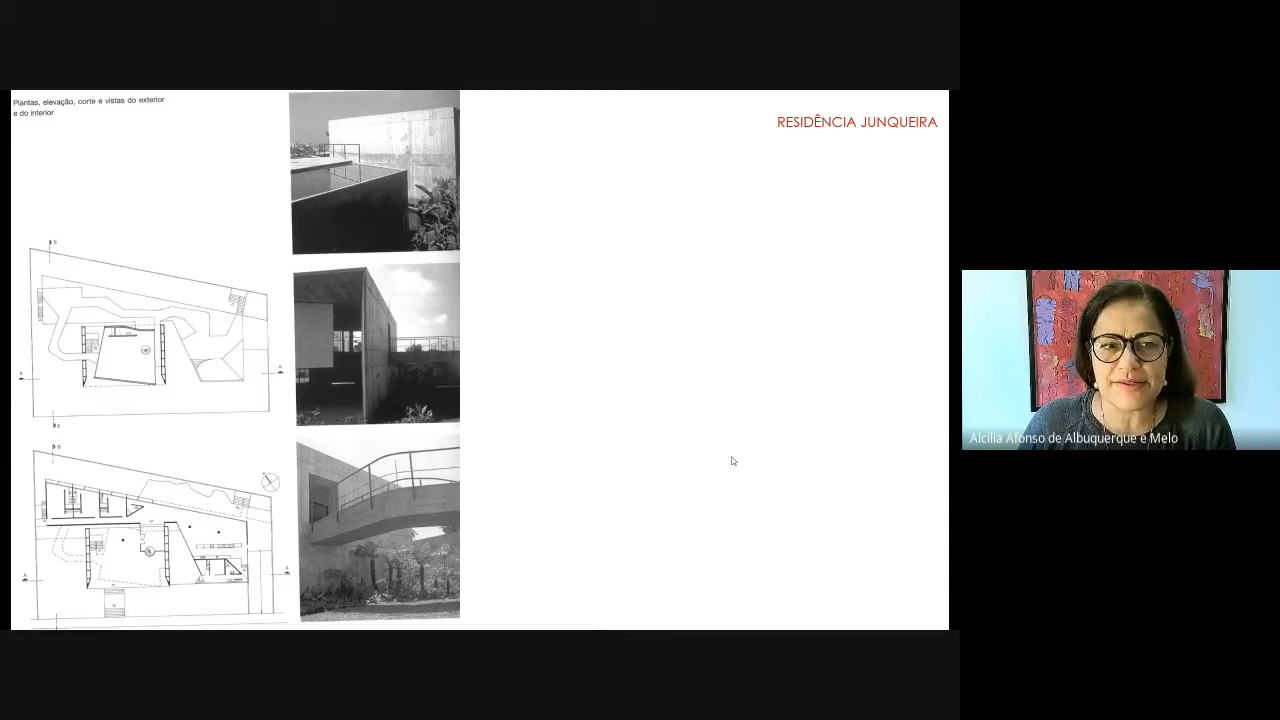 Plantas, elevação, corte e vistas do exterior
e do interior
RESIDÊNCIA JUNQUEIRA
B
A
A
B
B
A
A
Alcilia Afonso de Albuquerque e Melo